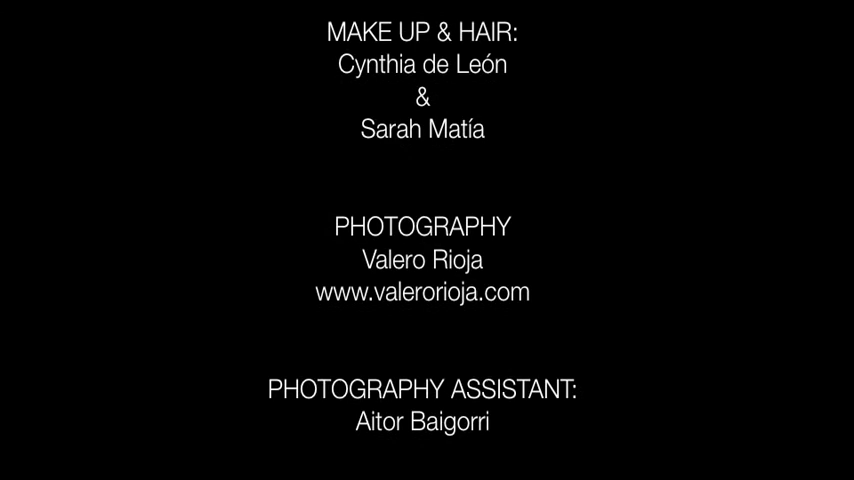 MAKE UP & HAIR:
Cynthia de León
&
Sarah Matía
PHOTOGRAPHY
Valero Rioja
www.valerorioja.com
PHOTOGRAPHY ASSISTANT:
Aitor Baigorri